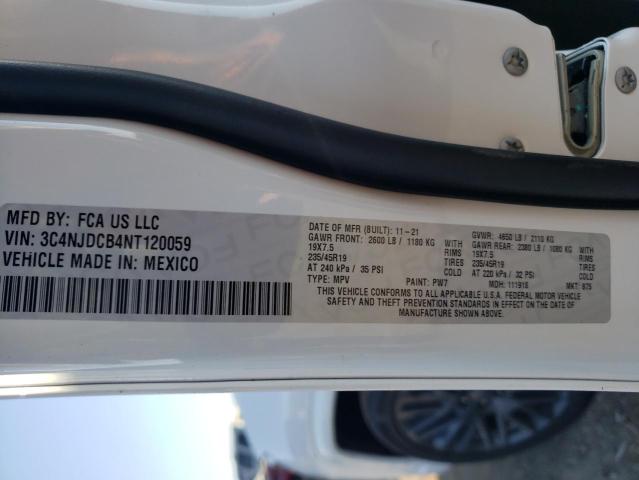 MFD BY: FCA US LLC
VIN: 3C4NJDCB4NT120059
VEHICLE MADE IN: MEXICO
DATE OF MFR (BUILT): 11-21
GAWR FRONT: 2600 LB / 1180 KG WITH
19X7.5 RIMS
235/45R19 TIRES
AT 240 kPa / 35 PSI COLD
TYPE: MPV PAINT: PW7
GVWR: 4650 LB / 2110 KG
GAWR REAR: 2380 LB / 1080 KG WITH
19X7.5 RIMS
235/45R19 TIRES
AT 220 kPa / 32 PSI COLD
MDH: 111918 MKT: 875
THIS VEHICLE CONFORMS TO ALL APPLICABLE U.S.A. FEDERAL MOTOR VEHICLE
SAFETY AND THEFT PREVENTION STANDARDS IN EFFECT ON THE DATE OF MANUFACTURE
SHOWN ABOVE.